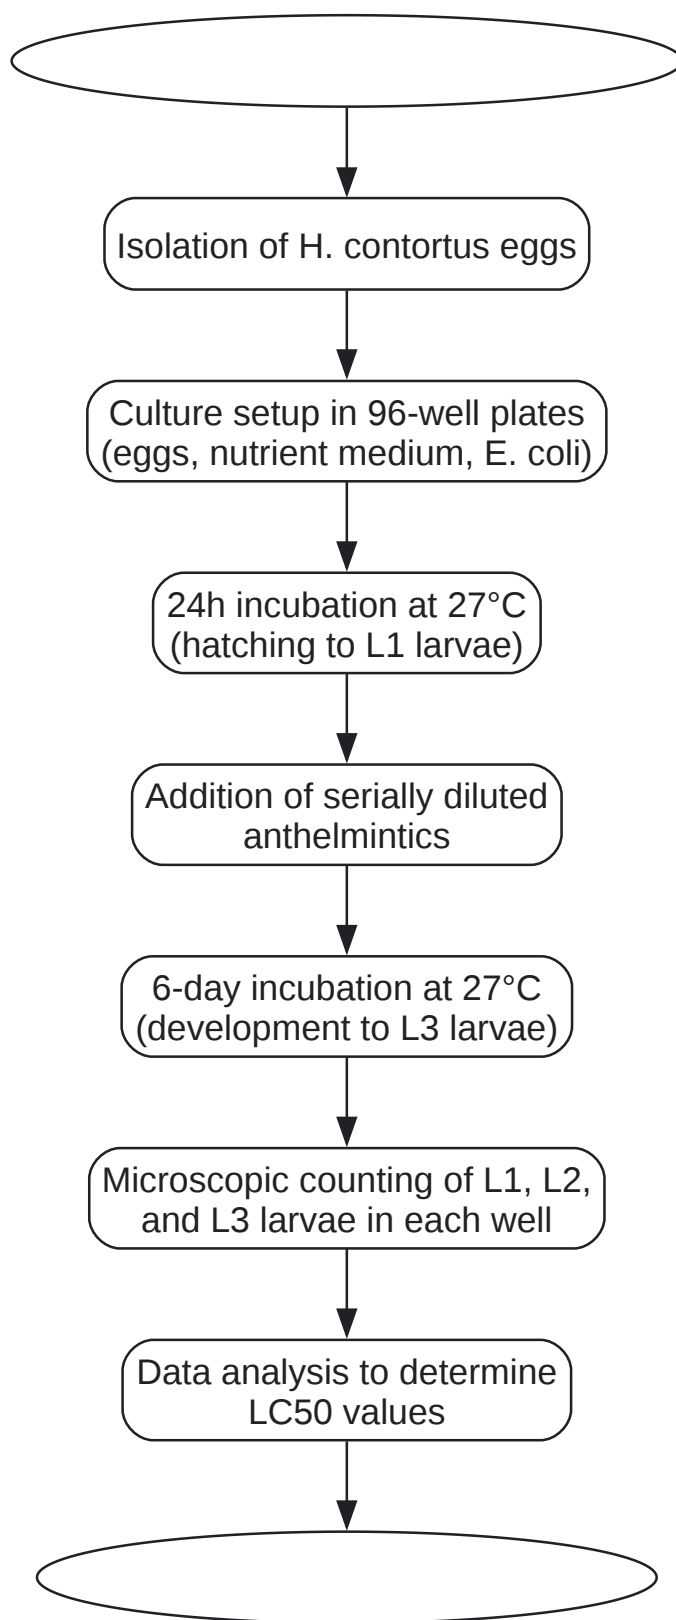 Isolation of H. contortus eggs
Culture setup in 96-well plates
(eggs, nutrient medium, E. coli)
24h incubation at 27°C
(hatching to L1 larvae)
Addition of serially diluted
anthelmintics
6-day incubation at 27°C
(development to L3 larvae)
Microscopic counting of L1, L2,
and L3 larvae in each well
Data analysis to determine
LC50 values